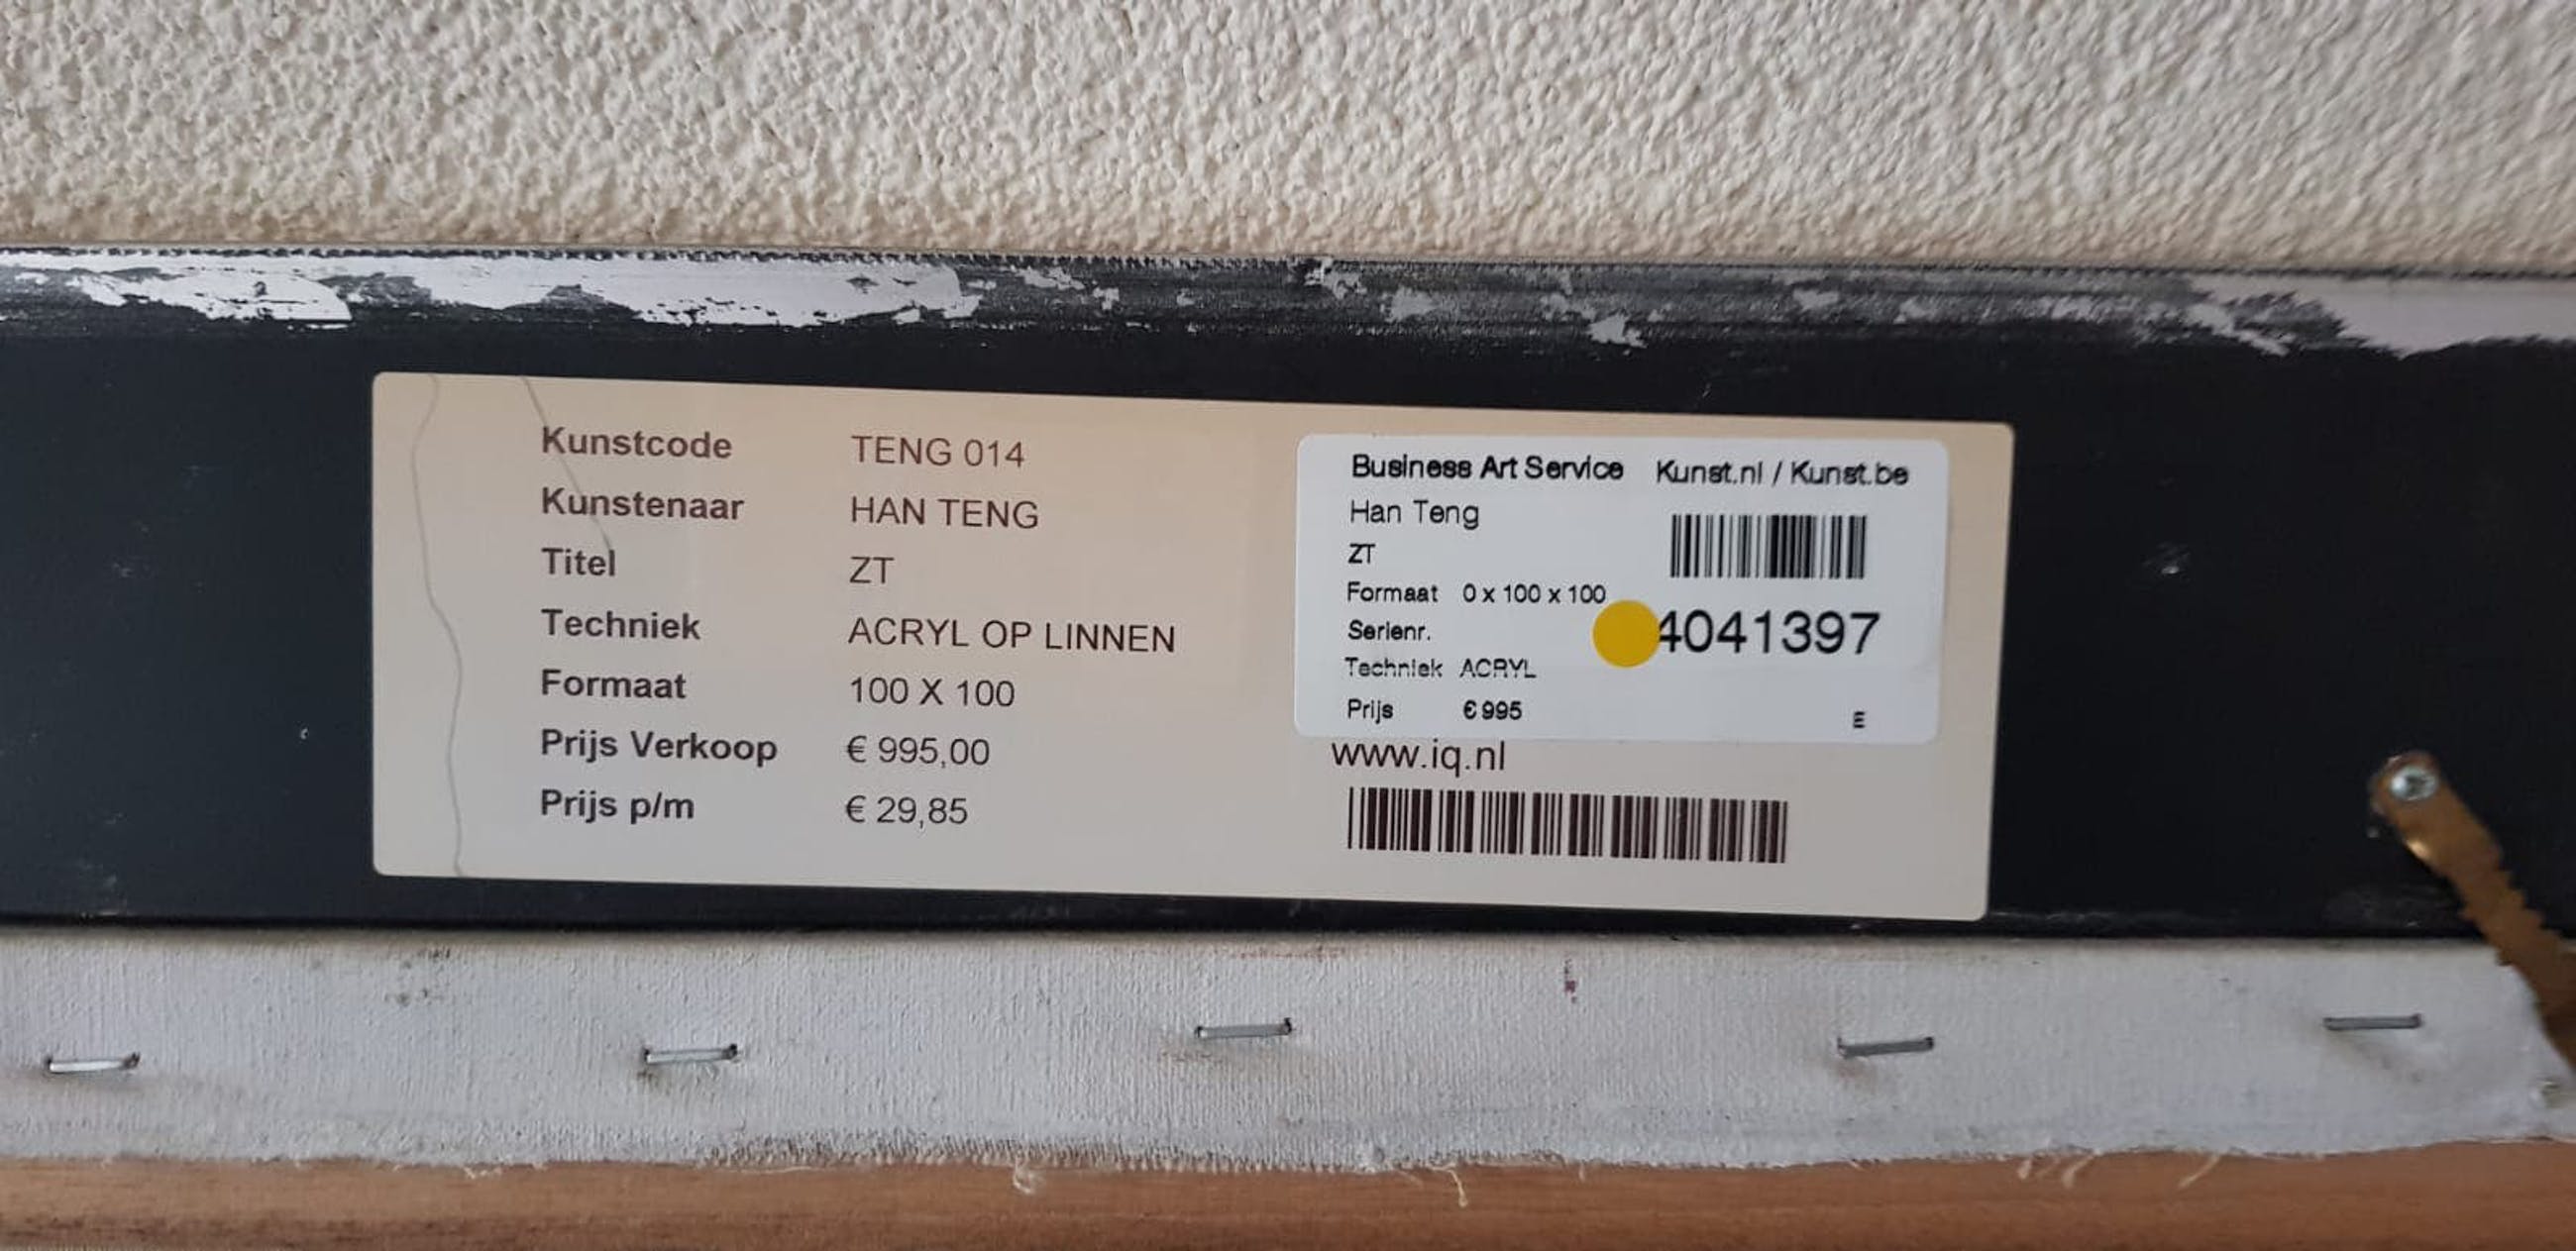 Kunstcode TENG 014
Kunstenaar HAN TENG
Titel ZT
Techniek ACRYL OP LINNEN
Formaat 100 X 100
Prijs Verkoop € 995,00
Prijs p/m € 29,85
Business Art Service Kunst.nl / Kunst.be
Han Teng
ZT
Formaat 0 x 100 x 100
Serienr. 4041397
Techniek ACRYL
Prijs € 995 E
www.iq.nl